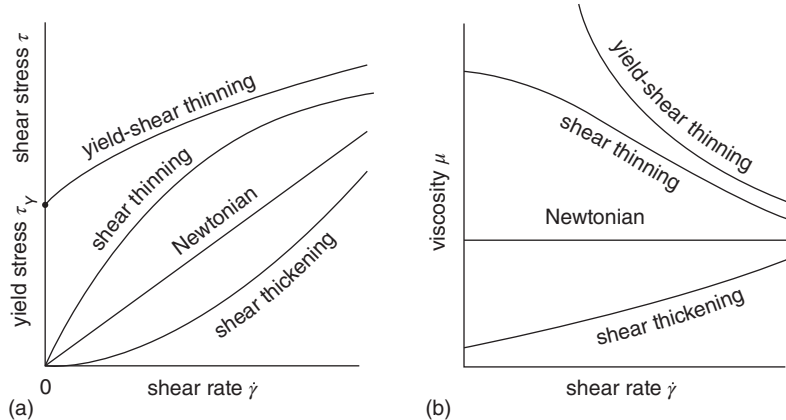 shear stress τ
yield stress τY
yield-shear thinning
shear thinning
Newtonian
shear thickening
0
shear rate γ̇
(a)
viscosity μ
yield-shear thinning
shear thinning
Newtonian
shear thickening
shear rate γ̇
(b)